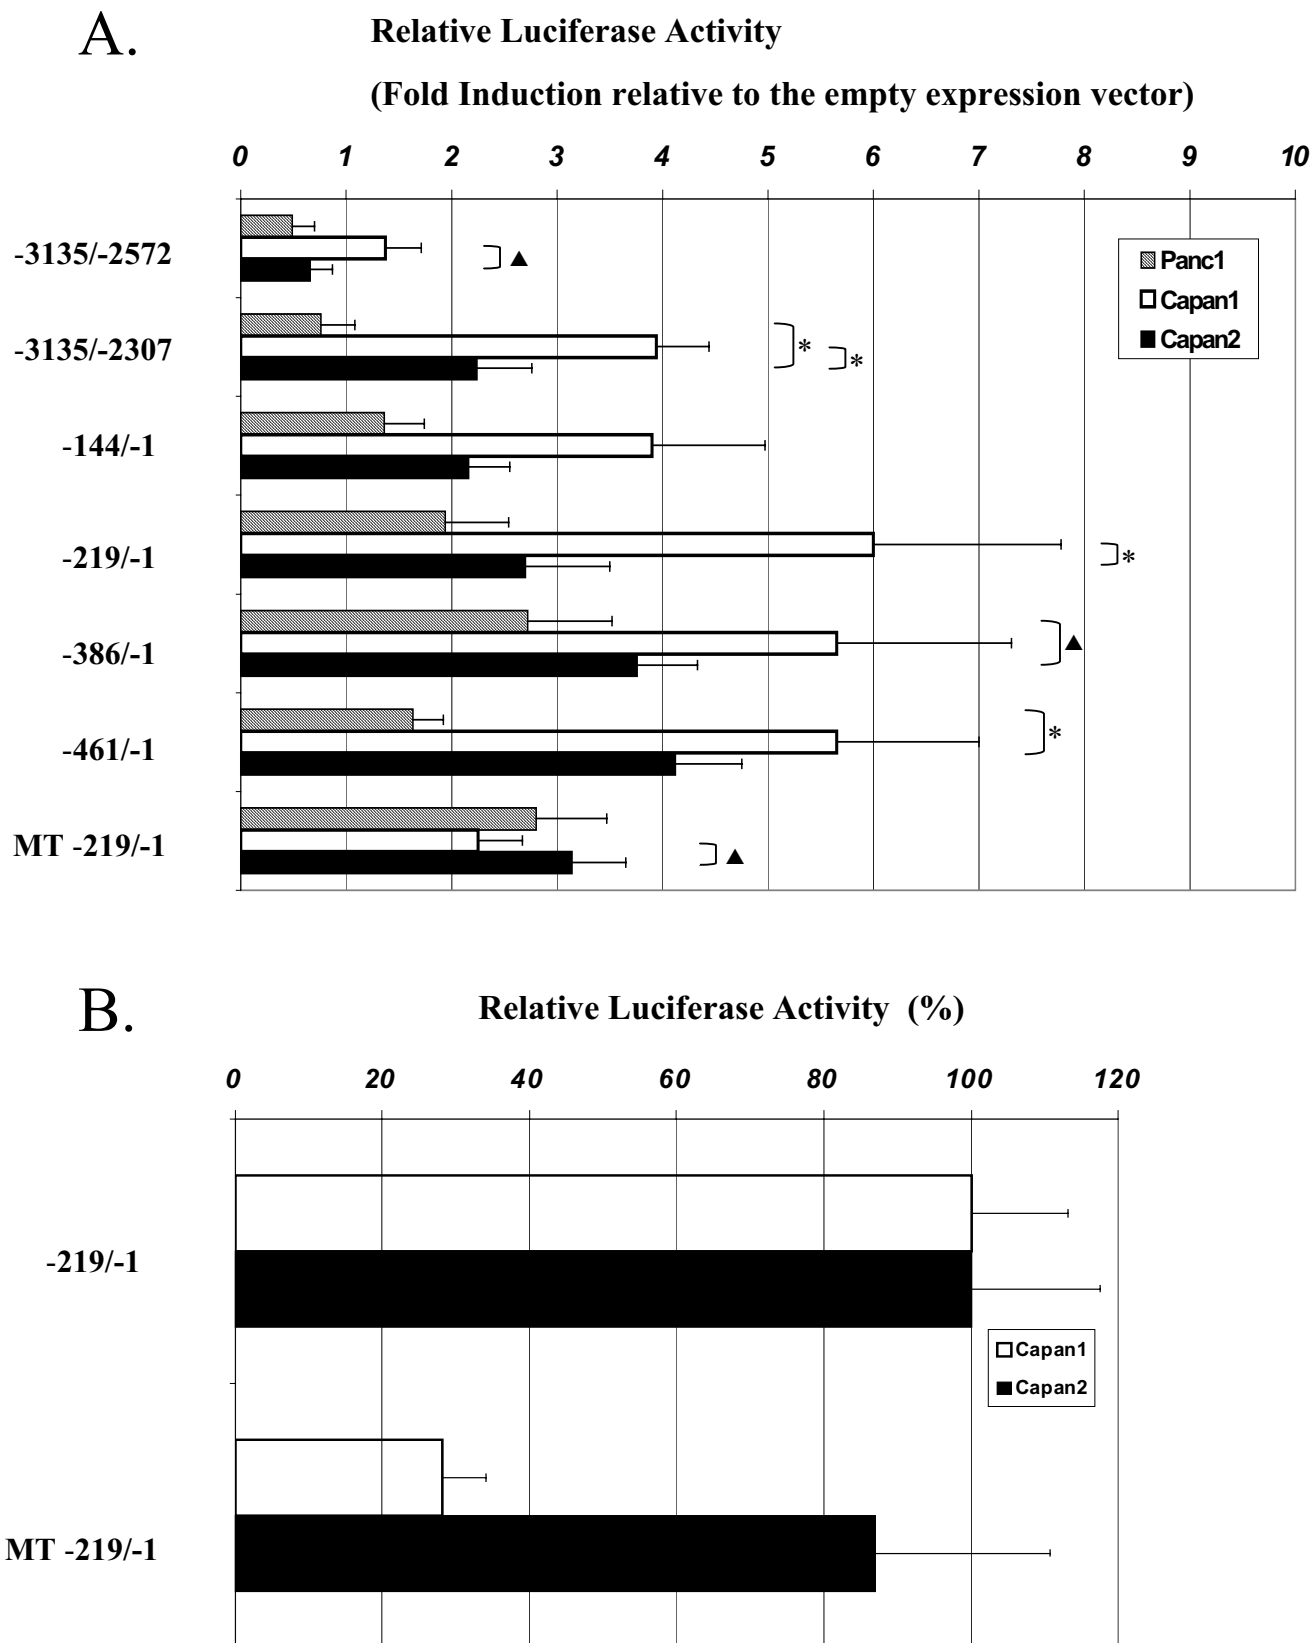 A.
Relative Luciferase Activity
(Fold Induction relative to the empty expression vector)
0 1 2 3 4 5 6 7 8 9 10
-3135/-2572
▲
Panc1
Capan1
Capan2
-3135/-2307
*
*
-144/-1
-219/-1
*
-386/-1
▲
-461/-1
*
MT -219/-1
▲
B.
Relative Luciferase Activity (%)
0 20 40 60 80 100 120
-219/-1
Capan1
Capan2
MT -219/-1